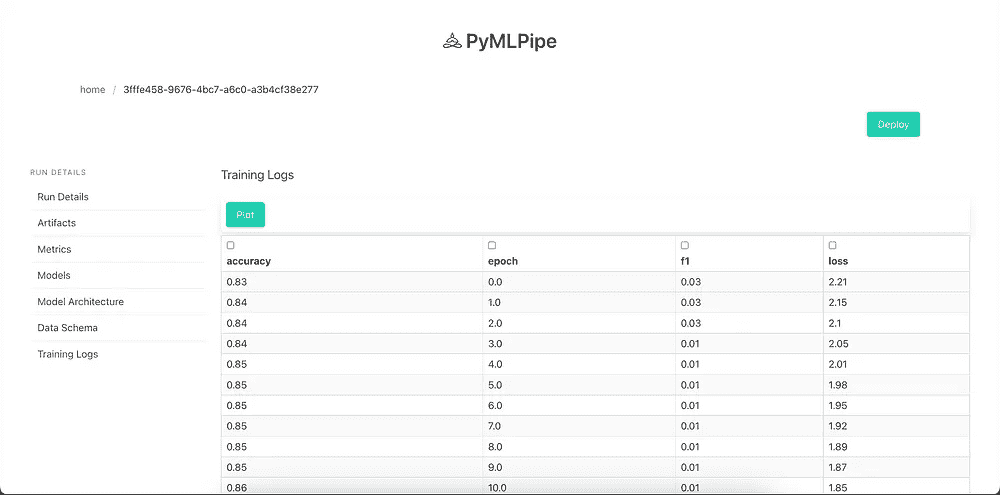 PyMLPipe
home / 3fffe458-9676-4bc7-a6c0-a3b4cf38e277
Deploy
RUN DETAILS
Run Details
Artifacts
Metrics
Models
Model Architecture
Data Schema
Training Logs
Training Logs
Plot
accuracy epoch f1 loss
0.83 0.0 0.03 2.21
0.84 1.0 0.03 2.15
0.84 2.0 0.03 2.1
0.84 3.0 0.01 2.05
0.85 4.0 0.01 2.01
0.85 5.0 0.01 1.98
0.85 6.0 0.01 1.95
0.85 7.0 0.01 1.92
0.85 8.0 0.01 1.89
0.85 9.0 0.01 1.87
0.86 10.0 0.01 1.85